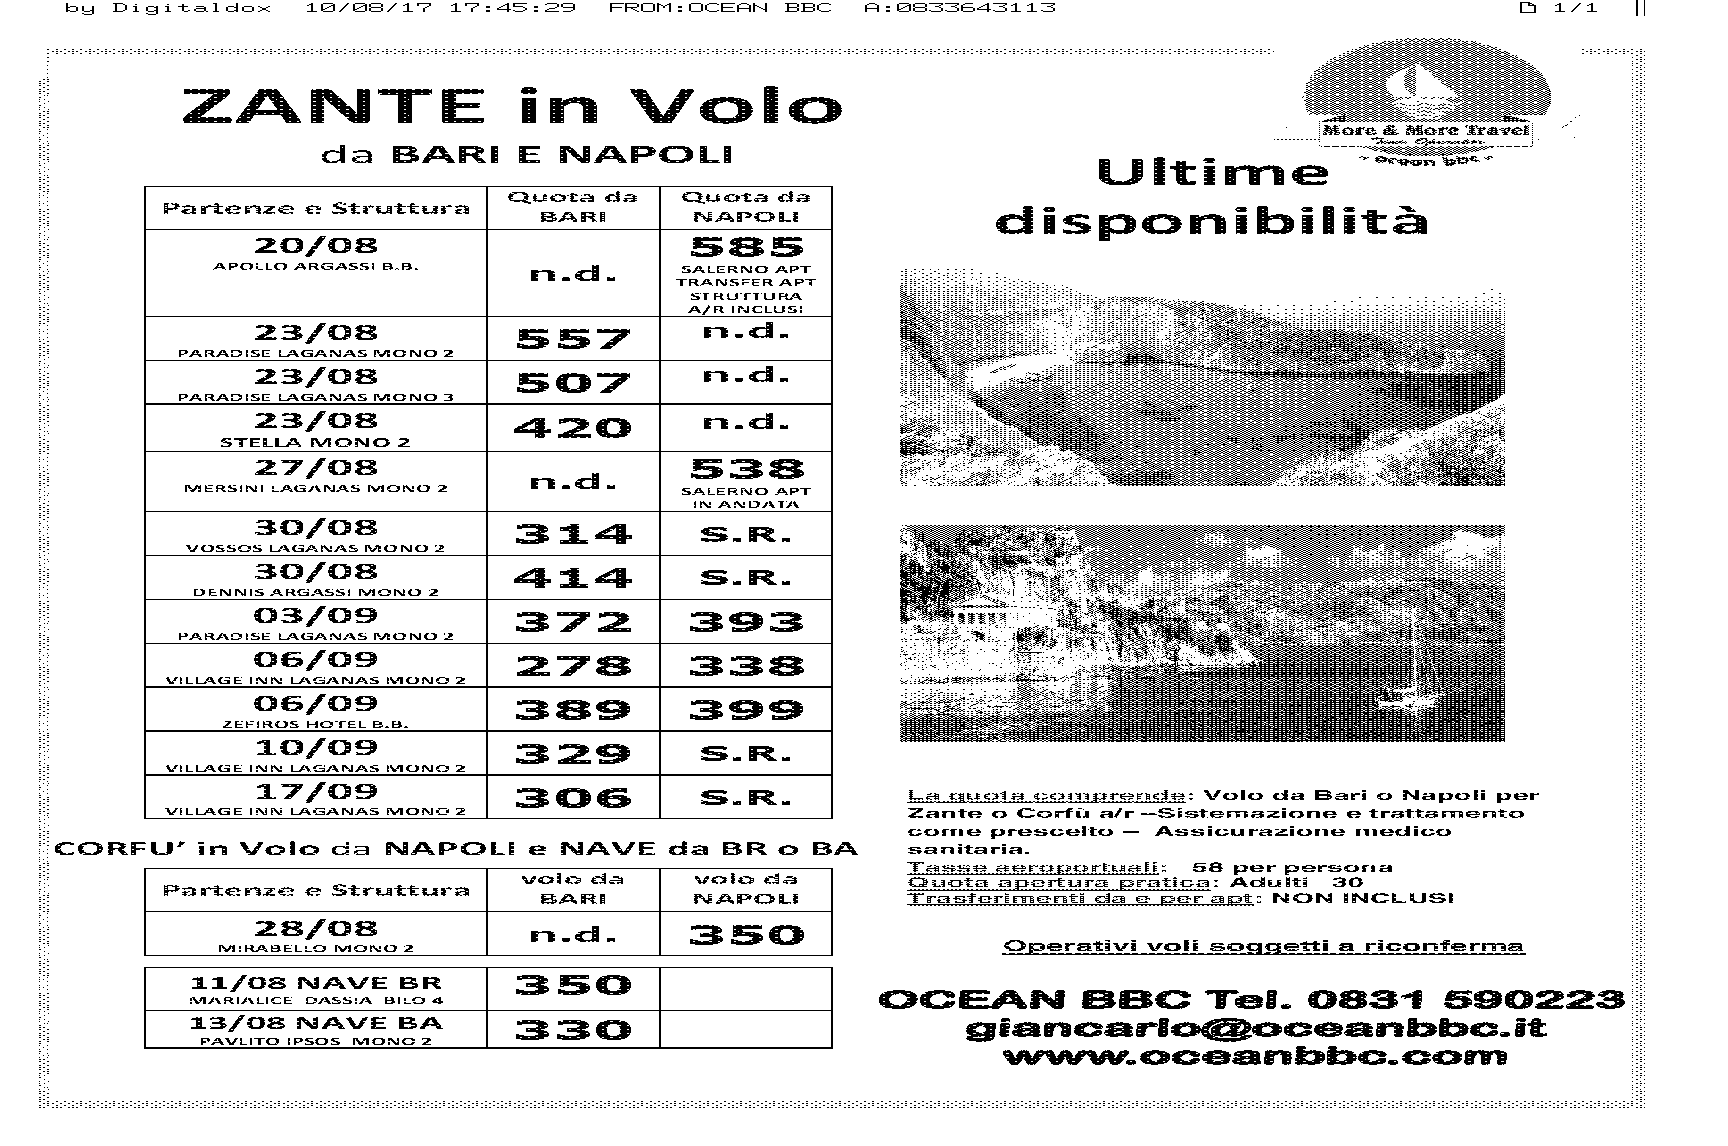 by Digitaldox 10/08/17 17:45:29 FROM:OCEAN BBC A:0833643113 1/1
ZANTE in Volo
da BARI E NAPOLI
Partenze e Struttura Quota da BARI Quota da NAPOLI
20/08 APOLLO ARGASSI B.B. n.d. 585 SALERNO APT TRANSFER APT STRUTTURA A/R INCLUSI
23/08 PARADISE LAGANAS MONO 2 557 n.d.
23/08 PARADISE LAGANAS MONO 3 507 n.d.
23/08 STELLA MONO 2 420 n.d.
27/08 MERSINI LAGANAS MONO 2 n.d. 538 SALERNO APT IN ANDATA
30/08 VOSSOS LAGANAS MONO 2 314 S.R.
30/08 DENNIS ARGASSI MONO 2 414 S.R.
03/09 PARADISE LAGANAS MONO 2 372 393
06/09 VILLAGE INN LAGANAS MONO 2 278 338
06/09 ZEFIROS HOTEL B.B. 389 399
10/09 VILLAGE INN LAGANAS MONO 2 329 S.R.
17/09 VILLAGE INN LAGANAS MONO 2 306 S.R.
CORFU' in Volo da NAPOLI e NAVE da BR o BA
Partenze e Struttura volo da BARI volo da NAPOLI
28/08 MIRABELLO MONO 2 n.d. 350
11/08 NAVE BR MARIALICE DASSIA BILO 4 350
13/08 NAVE BA PAVLITO IPSOS MONO 2 330
More & More Travel
Tour Operator
Ocean bbc
Ultime
disponibilità
La quota comprende: Volo da Bari o Napoli per
Zante o Corfù a/r –Sistemazione e trattamento
come prescelto – Assicurazione medico
sanitaria.
Tasse aeroportuali: 58 per persona
Quota apertura pratica: Adulti 30
Trasferimenti da e per apt: NON INCLUSI
Operativi voli soggetti a riconferma
OCEAN BBC Tel. 0831 590223
giancarlo@oceanbbc.it
www.oceanbbc.com